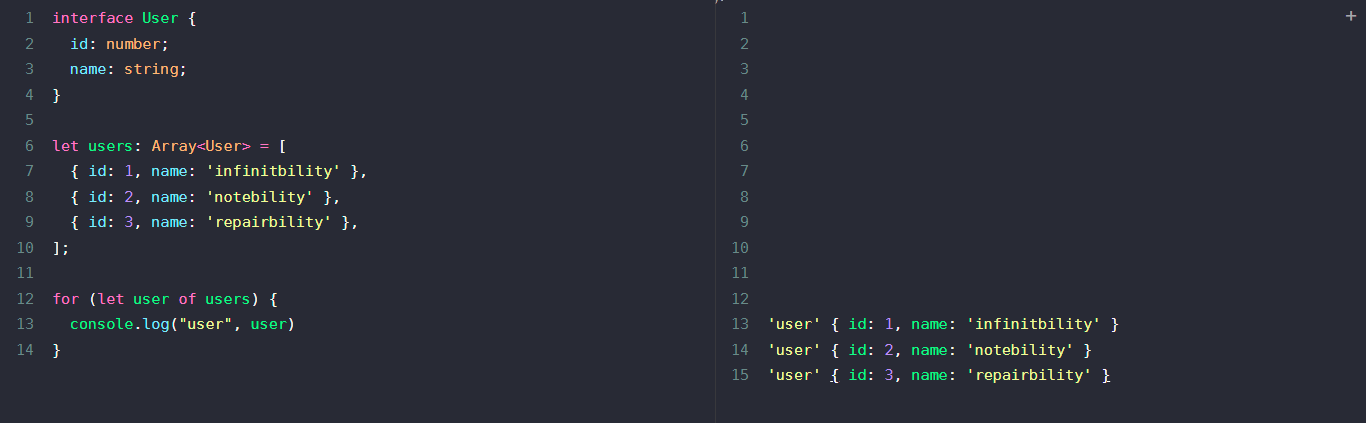 1 interface User {
2 id: number;
3 name: string;
4 }
5
6 let users: Array<User> = [
7 { id: 1, name: 'infinitbility' },
8 { id: 2, name: 'notebility' },
9 { id: 3, name: 'repairbility' },
10 ];
11
12 for (let user of users) {
13 console.log("user", user)
14 }
+
1
2
3
4
5
6
7
8
9
10
11
12
13 'user' { id: 1, name: 'infinitbility' }
14 'user' { id: 2, name: 'notebility' }
15 'user' { id: 3, name: 'repairbility' }